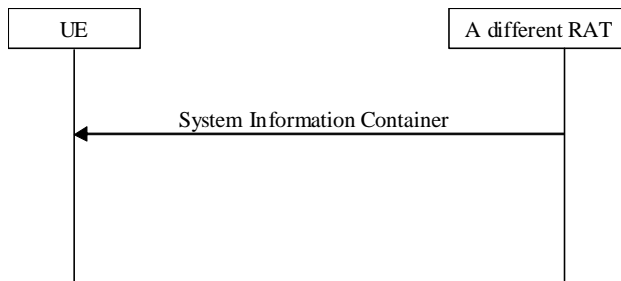 UE
A different RAT
System Information Container